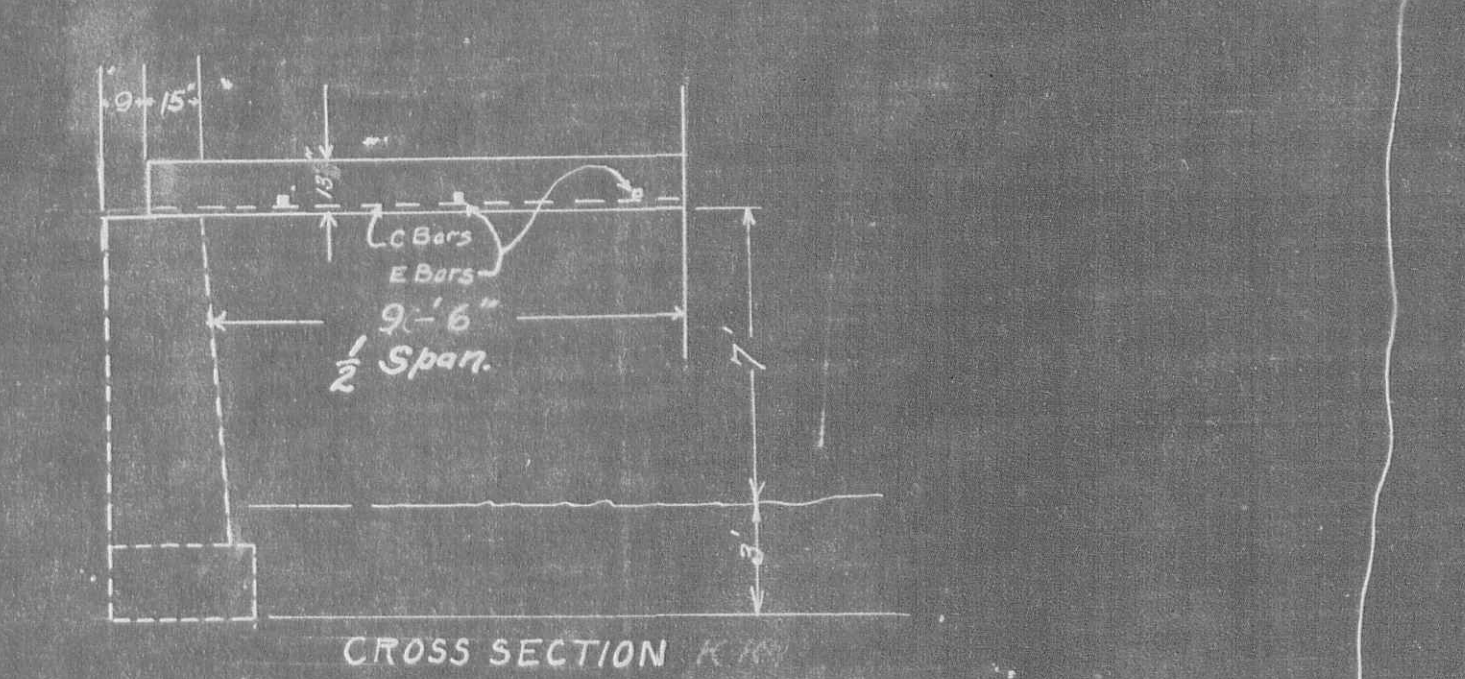 9" 15"
13"
C Bars
E Bars
9'-6"
½ Span.
7'
3'
CROSS SECTION